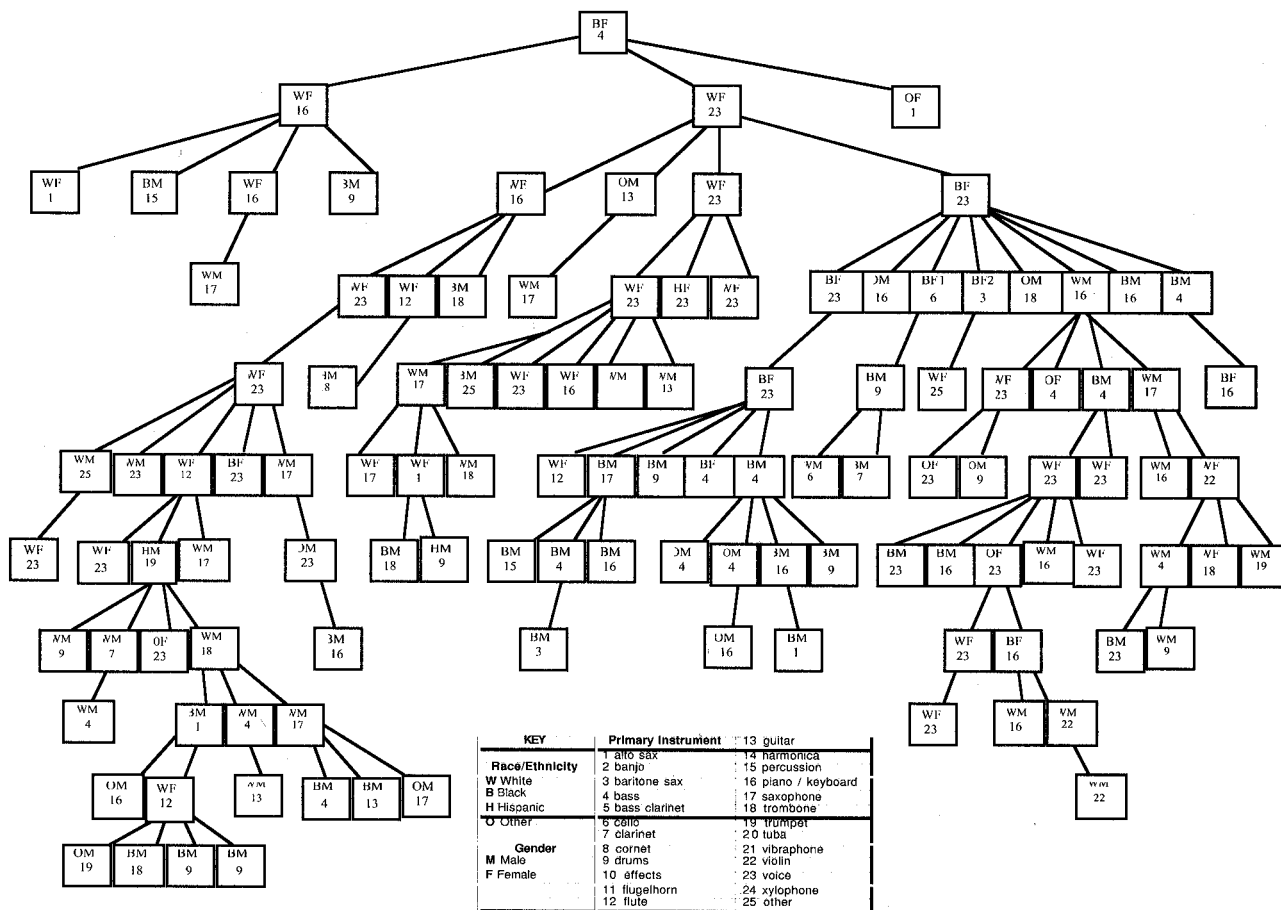 BF
4
WF WF OF
16 23 1
WF BM WF BM WF OM WF BF
1 15 16 9 16 13 23 23
WM WF WF BM WM WF HF WF BF OM BF1 BF2 OM WM BM BM
17 23 12 18 17 23 23 23 23 16 6 3 18 16 16 4
WF WM BM WF WF WM WM BF BM WF WF OF BM WM BF
23 8 17 25 23 16 13 23 9 25 23 4 4 17 16
WM WM WF BF WM WF WF WM WF BM BM BF BM WM BM OF OM WF WF WM WF
25 23 12 23 17 17 1 18 12 17 9 4 4 6 7 23 9 23 23 16 22
WF WF HM WM OM BM HM BM BM BM OM OM BM BM BM BM OF WM WF WM WF WM
23 23 19 17 23 18 9 15 4 16 4 4 16 9 23 16 23 16 23 4 18 19
WM WM OF WM BM BM OM BM WF BF BM WM
9 7 23 18 16 3 16 1 23 16 23 9
WM BM WM WM WF WM WM
4 1 4 17 23 16 22
OM WF WM BM BM OM WM
16 12 13 4 13 17 22
OM BM BM BM
19 18 9 9
KEY Primary Instrument 13 guitar
1 alto sax 14 harmonica
Race/Ethnicity 2 banjo 15 percussion
W White 3 baritone sax 16 piano / keyboard
B Black 4 bass 17 saxophone
H Hispanic 5 bass clarinet 18 trombone
O Other 6 cello 19 trumpet
7 clarinet 20 tuba
Gender 8 cornet 21 vibraphone
M Male 9 drums 22 violin
F Female 10 effects 23 voice
11 flugelhorn 24 xylophone
12 flute 25 other